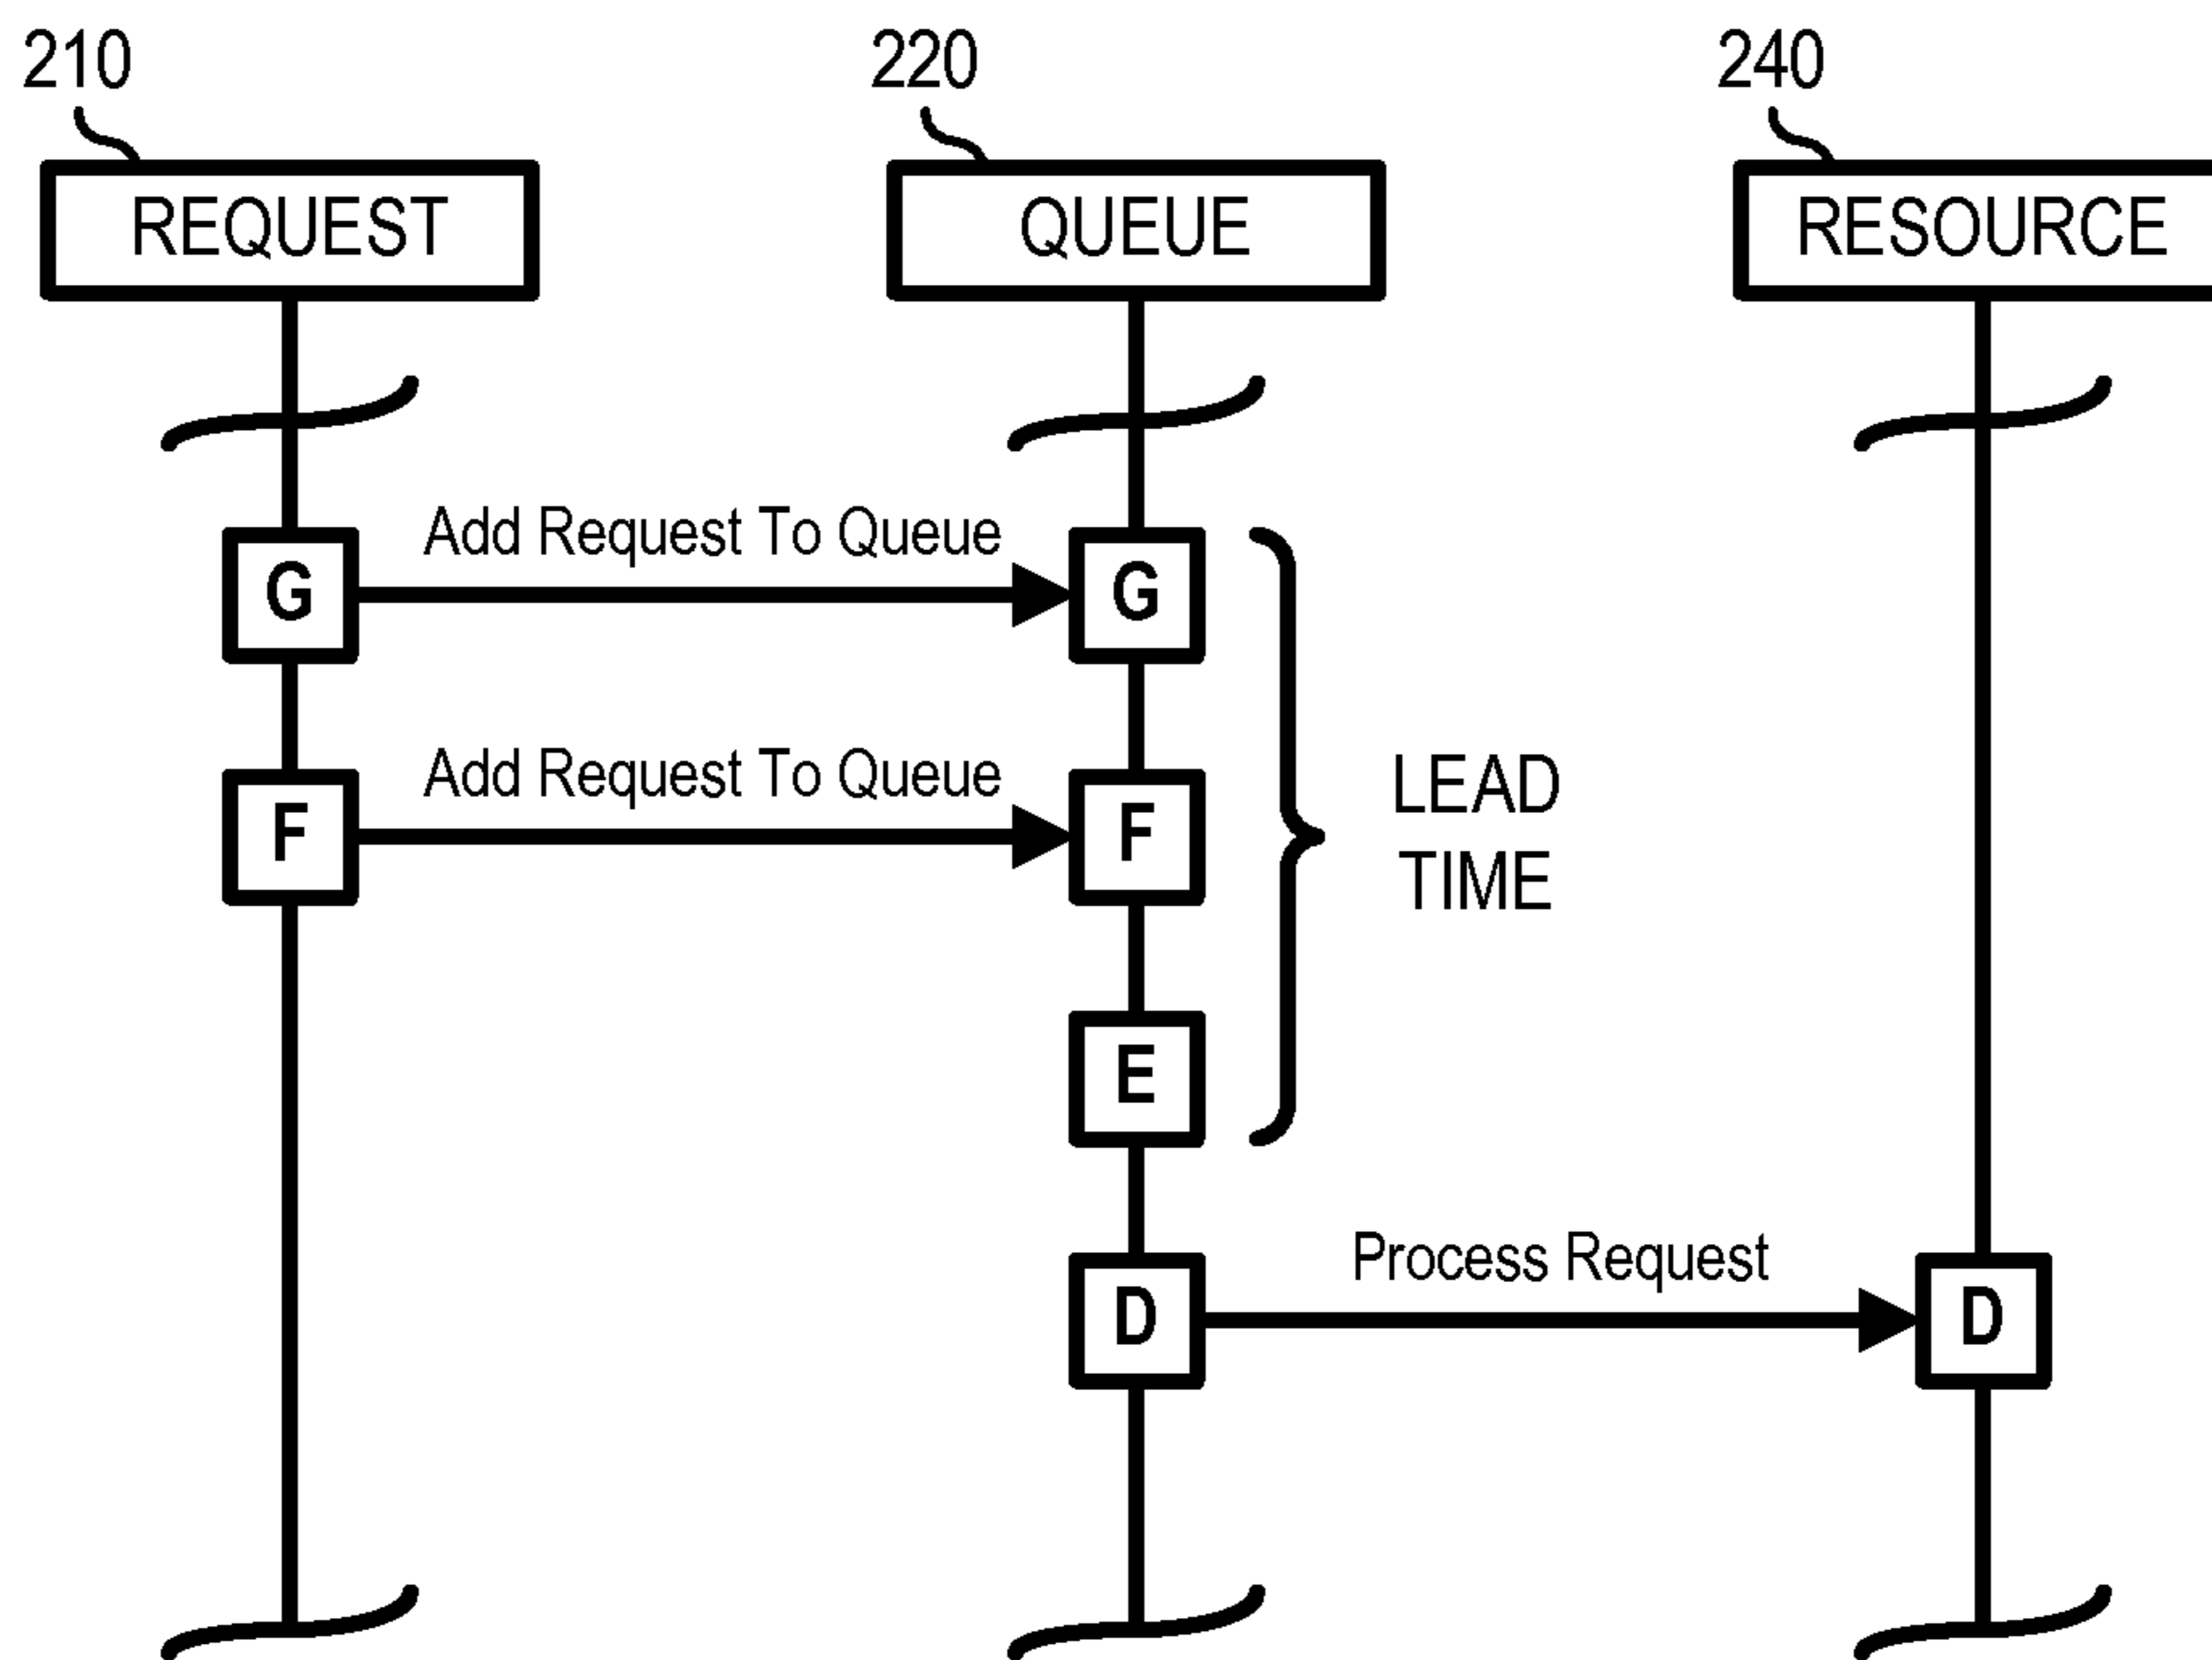 210
220
240
REQUEST
QUEUE
RESOURCE
Add Request To Queue
G
G
Add Request To Queue
F
F
LEAD
TIME
E
Process Request
D
D